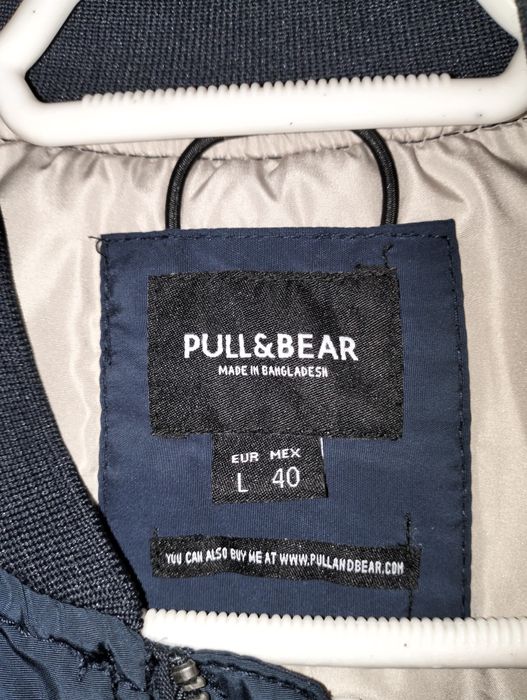 PULL&BEAR
MADE IN BANGLADESH
EUR MEX
L 40
YOU CAN ALSO BUY ME AT WWW.PULLANDBEAR.COM